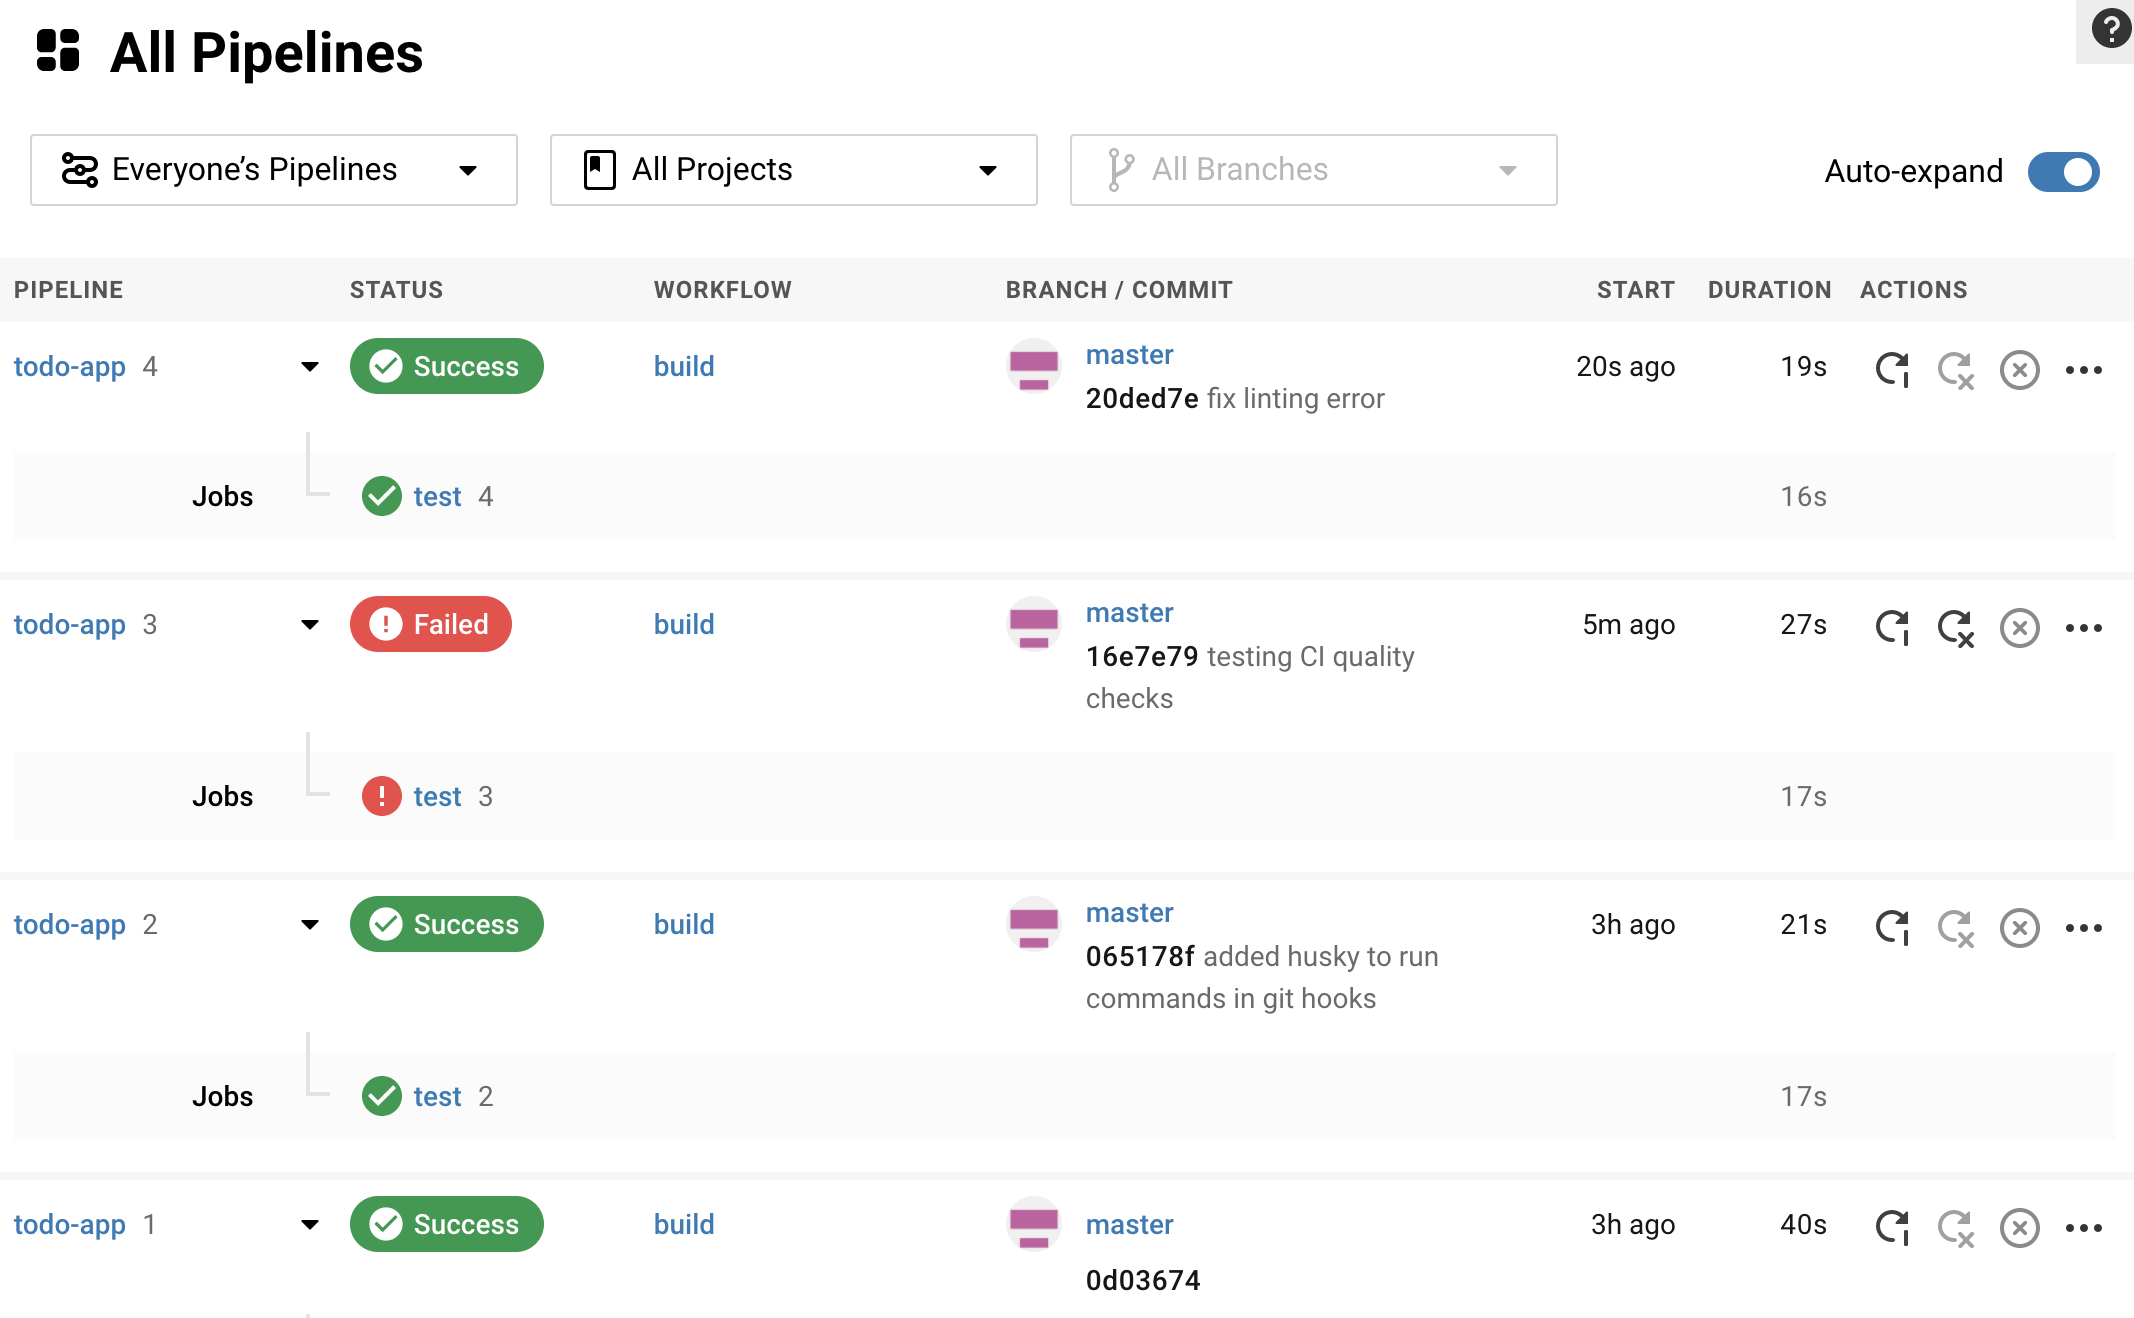 All Pipelines
?
Everyone’s Pipelines
All Projects
All Branches
Auto-expand
PIPELINE STATUS WORKFLOW BRANCH / COMMIT START DURATION ACTIONS
todo-app 4 Success build master 20s ago 19s
20ded7e fix linting error
Jobs test 4 16s
todo-app 3 Failed build master 5m ago 27s
16e7e79 testing CI quality
checks
Jobs test 3 17s
todo-app 2 Success build master 3h ago 21s
065178f added husky to run
commands in git hooks
Jobs test 2 17s
todo-app 1 Success build master 3h ago 40s
0d03674